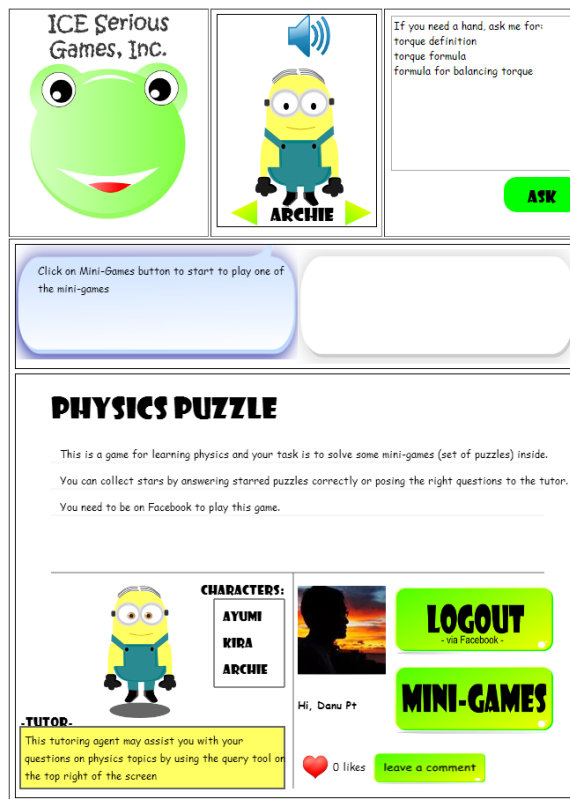 ICE Serious
Games, Inc.
ARCHIE
If you need a hand, ask me for:
torque definition
torque formula
formula for balancing torque
ASK
Click on Mini-Games button to start to play one of
the mini-games
PHYSICS PUZZLE
This is a game for learning physics and your task is to solve some mini-games (set of puzzles) inside.
You can collect stars by answering starred puzzles correctly or posing the right questions to the tutor.
You need to be on Facebook to play this game.
CHARACTERS:
AYUMI
KIRA
ARCHIE
-TUTOR-
This tutoring agent may assist you with your
questions on physics topics by using the query tool on
the top right of the screen
Hi, Danu Pt
LOGOUT
- via Facebook -
MINI-GAMES
0 likes
leave a comment